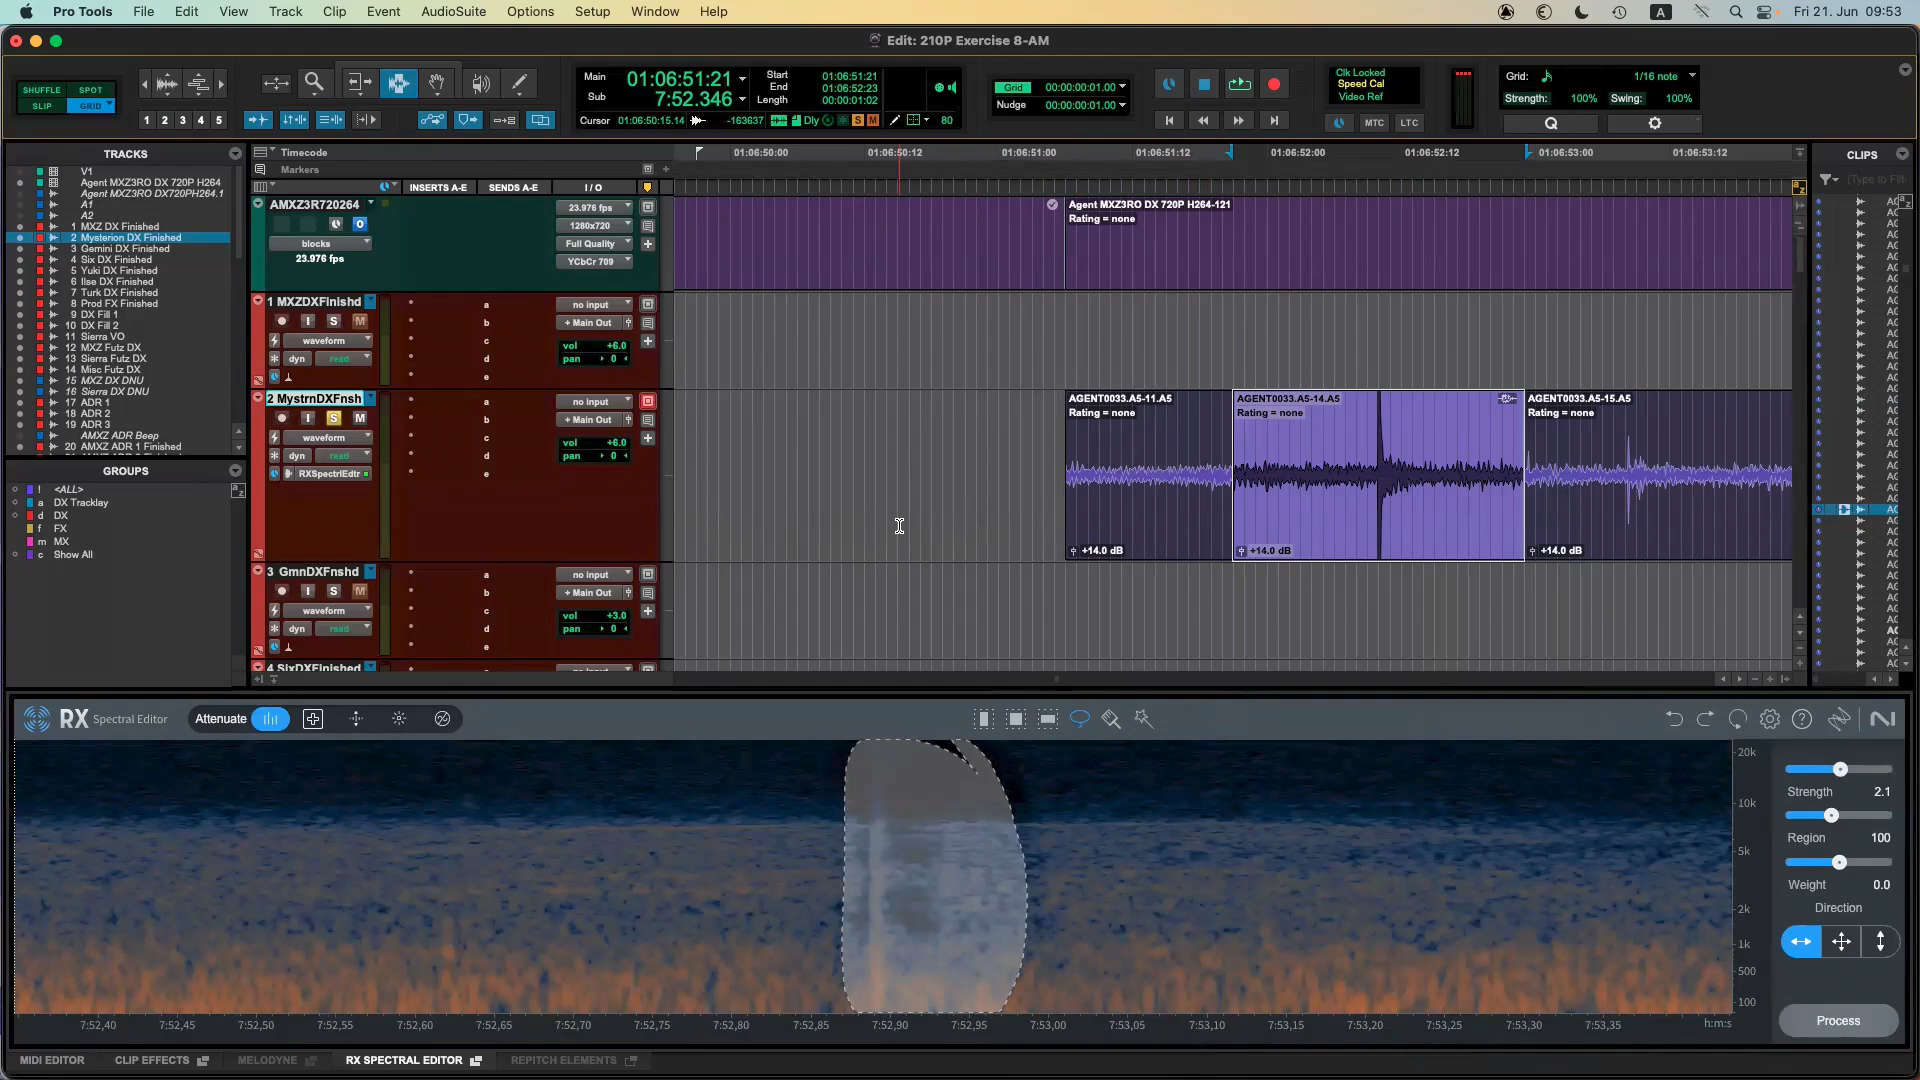 Pro Tools File Edit View Track Clip Event AudioSuite Options Setup Window Help A Fri 21. Jun 09:53
Edit: 210P Exercise 8-AM
SHUFFLE SPOT
SLIP GRID
1 2 3 4 5
Main 01:06:51:21
Sub 7:52.346
Start 01:06:51:21
End 01:06:52:23
Length 00:00:01:02
Cursor 01:06:50:15.14 -163637 Dly S M 80
Grid 00:00:00:01.00
Nudge 00:00:00:01.00
Clk Locked
Speed Cal
Video Ref
MTC LTC
Grid: 1/16 note
Strength: 100% Swing: 100%
Q
TRACKS
V1
Agent MXZ3RO DX 720P H264
Agent MXZ3RO DX720PH264.1
A1
A2
1 MXZ DX Finished
2 Mysterion DX Finished
3 Gemini DX Finished
4 Six DX Finished
5 Yuki DX Finished
6 Ilse DX Finished
7 Turk DX Finished
8 Prod FX Finished
9 DX Fill 1
10 DX Fill 2
11 Sierra VO
12 MXZ Futz DX
13 Sierra Futz DX
14 Misc Futz DX
15 MXZ DX DNU
16 Sierra DX DNU
17 ADR 1
18 ADR 2
19 ADR 3
AMXZ ADR Beep
20 AMXZ ADR 1 Finished
GROUPS
! <ALL>
a DX Tracklay
d DX
f FX
m MX
c Show All
Timecode
Markers
INSERTS A-E SENDS A-E I / O
01:06:50:00 01:06:50:12 01:06:51:00 01:06:51:12 01:06:52:00 01:06:52:12 01:06:53:00 01:06:53:12
AMXZ3R720264
O
blocks
23.976 fps
23.976 fps
1280x720
Full Quality
YCbCr 709
Agent MXZ3RO DX 720P H264-121
Rating = none
1 MXZDXFinishd
I S M
waveform
dyn read
a
b
c
d
e
no input
+ Main Out
vol +6.0
pan 0
2 MystrnDXFnsh
I S M
waveform
dyn read
RXSpectrlEdtr
a
b
c
d
e
no input
+ Main Out
vol +6.0
pan 0
AGENT0033.A5-11.A5
Rating = none
+14.0 dB
AGENT0033.A5-14.A5
Rating = none
+14.0 dB
AGENT0033.A5-15.A5
Rating = none
+14.0 dB
3 GmnDXFnshd
I S M
waveform
dyn read
a
b
c
d
e
no input
+ Main Out
vol +3.0
pan 0
4 SixDXFinished
CLIPS
(Type to Filt
RX Spectral Editor Attenuate
20k
10k
5k
2k
1k
500
100
7:52,40 7:52,45 7:52,50 7:52,55 7:52,60 7:52,65 7:52,70 7:52,75 7:52,80 7:52,85 7:52,90 7:52,95 7:53,00 7:53,05 7:53,10 7:53,15 7:53,20 7:53,25 7:53,30 7:53,35 h:m:s
Strength 2.1
Region 100
Weight 0.0
Direction
Process
MIDI EDITOR CLIP EFFECTS MELODYNE RX SPECTRAL EDITOR REPITCH ELEMENTS